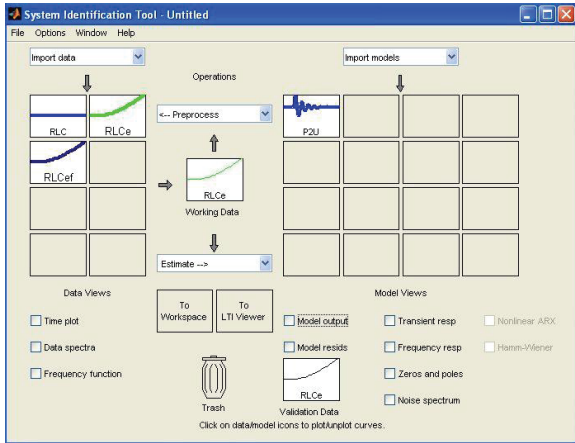 System Identification Tool - Untitled
File Options Window Help
Import data
Import models
Operations
<-- Preprocess
RLC
RLCe
P2U
RLCef
RLCe
Working Data
Estimate -->
Data Views
To Workspace
To LTI Viewer
Model Views
Time plot
Model output
Transient resp
Nonlinear ARX
Data spectra
Model resids
Frequency resp
Hamm-Wiener
Frequency function
Zeros and poles
RLCe
Noise spectrum
Trash
Validation Data
Click on data/model icons to plot/unplot curves.